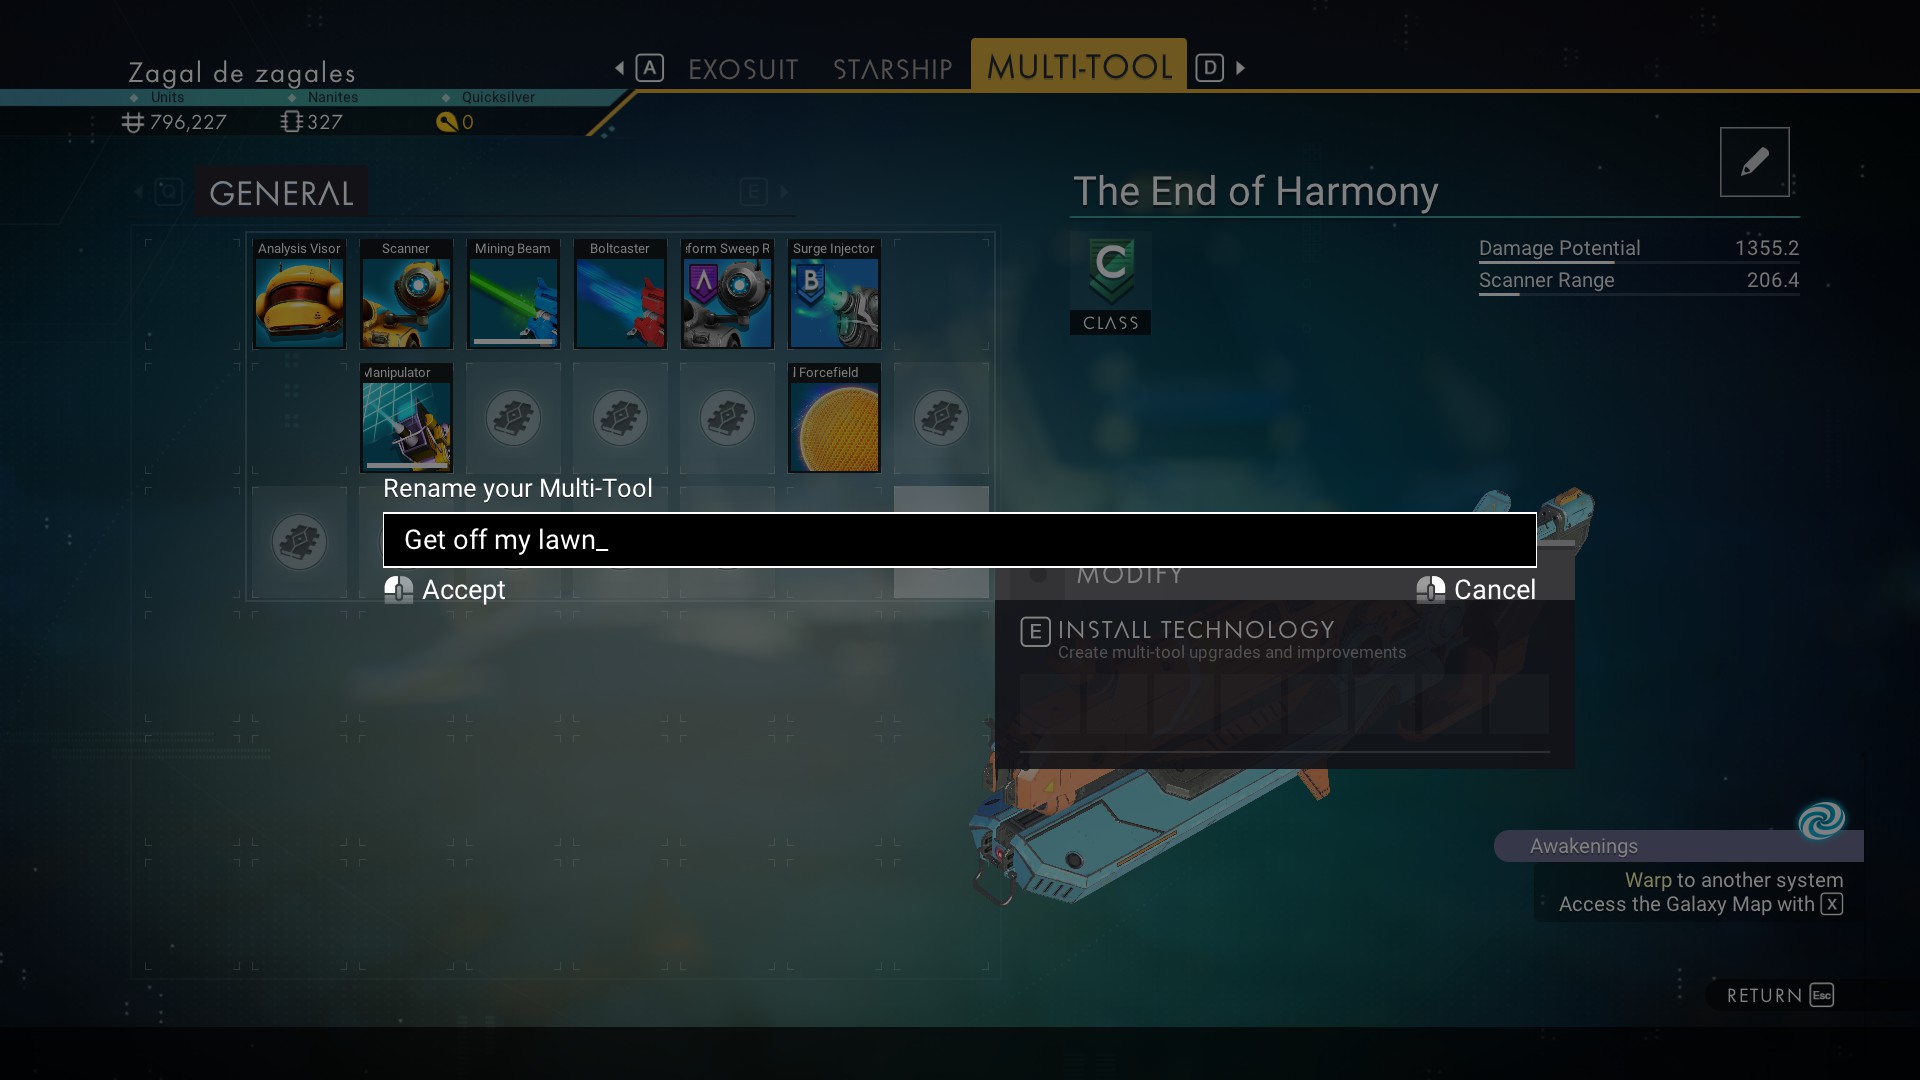 Zagal de zagales
Units Nanites Quicksilver
796,227 327 0
A EXOSUIT STARSHIP MULTI-TOOL D
Q GENERAL E
The End of Harmony
C
CLASS
Damage Potential 1355.2
Scanner Range 206.4
Analysis Visor Scanner Mining Beam Boltcaster form Sweep R Surge Injector
A B
Manipulator l Forcefield
Rename your Multi-Tool
Get off my lawn_
Accept Cancel
MODIFY
E INSTALL TECHNOLOGY
Create multi-tool upgrades and improvements
Awakenings
Warp to another system
Access the Galaxy Map with X
RETURN Esc